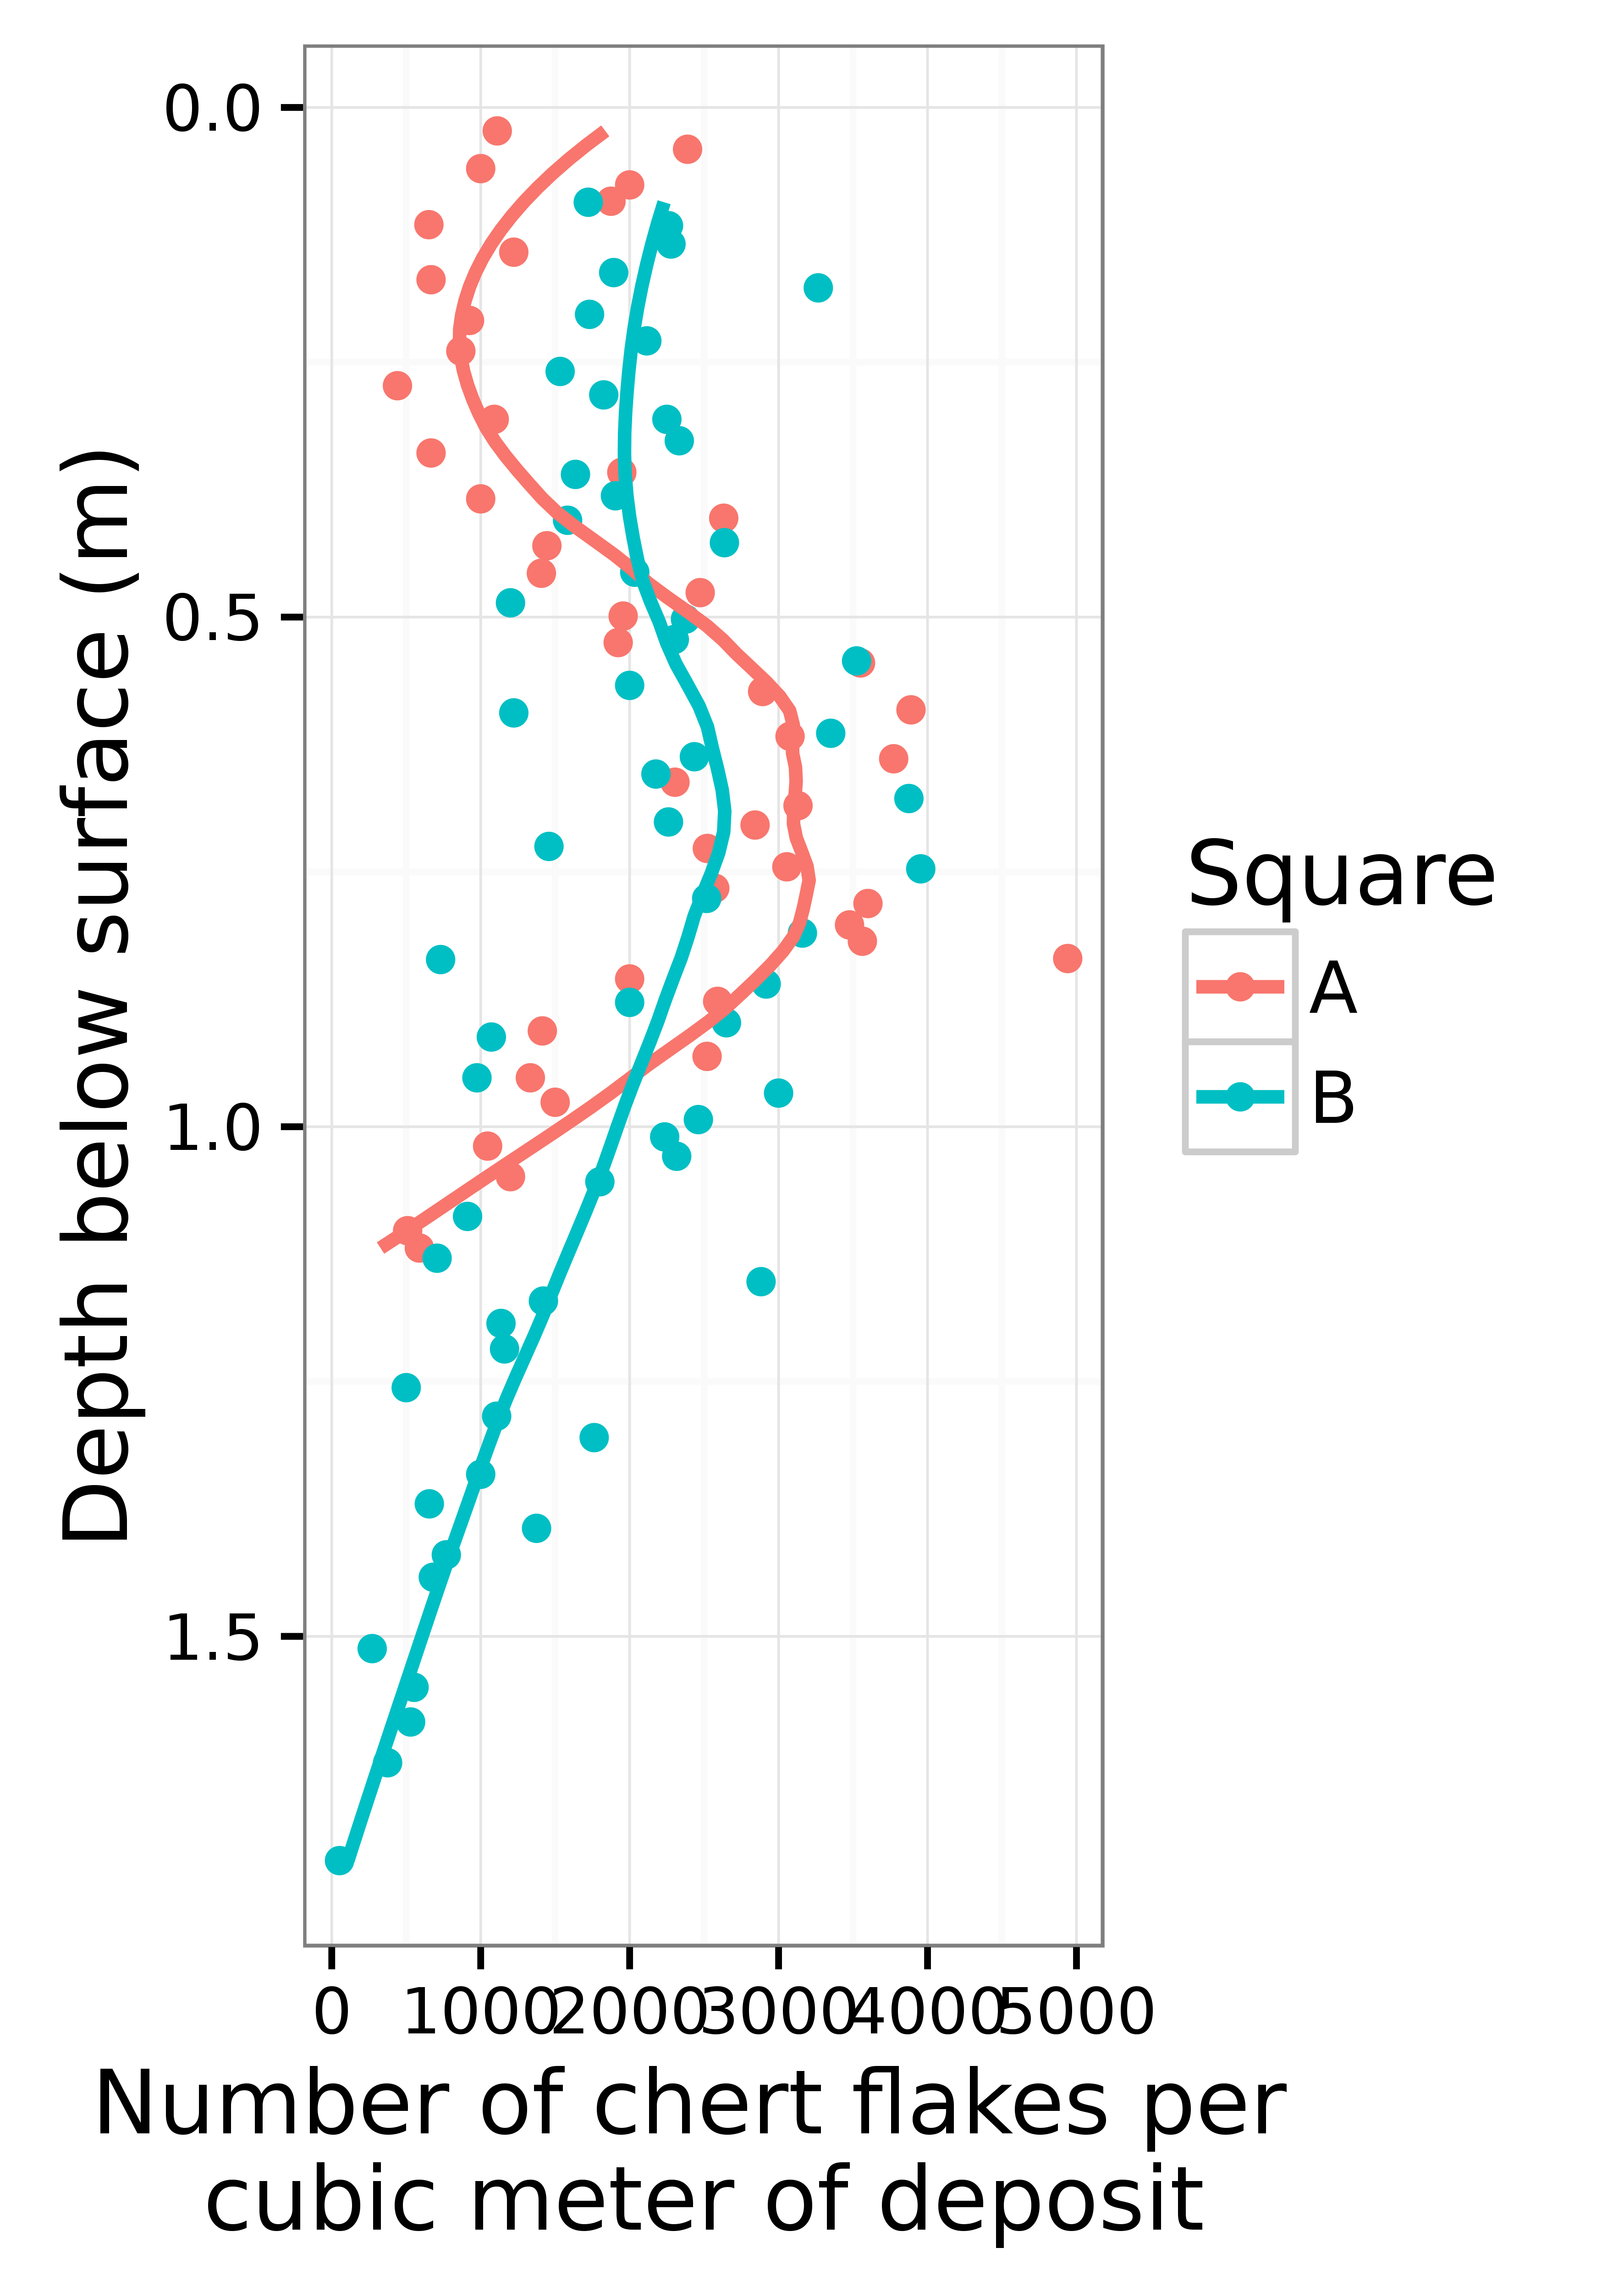 0.0
0.5
1.0
1.5
Depth below surface (m)
0 1000 2000 3000 4000 5000
Number of chert flakes per
cubic meter of deposit
Square
A
B